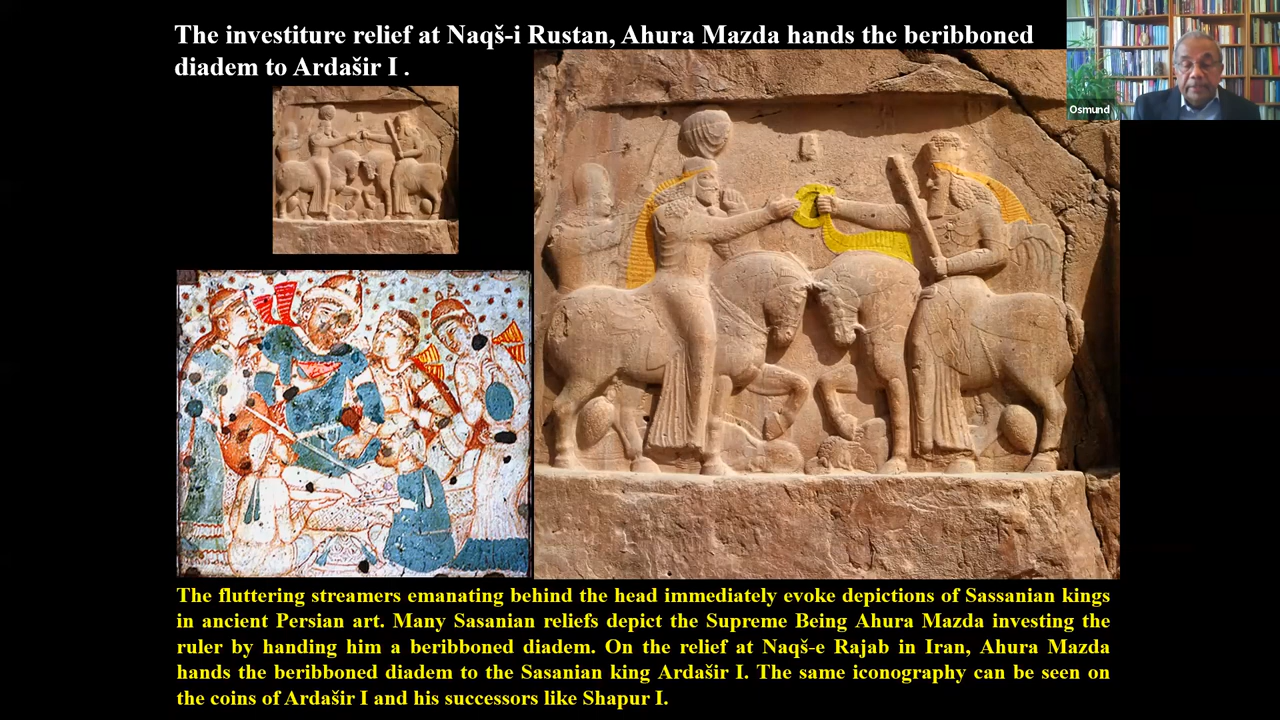 The investiture relief at Naqš-i Rustan, Ahura Mazda hands the beribboned
diadem to Ardašir I .
Osmund
The fluttering streamers emanating behind the head immediately evoke depictions of Sassanian kings
in ancient Persian art. Many Sasanian reliefs depict the Supreme Being Ahura Mazda investing the
ruler by handing him a beribboned diadem. On the relief at Naqš-e Rajab in Iran, Ahura Mazda
hands the beribboned diadem to the Sasanian king Ardašir I. The same iconography can be seen on
the coins of Ardašir I and his successors like Shapur I.